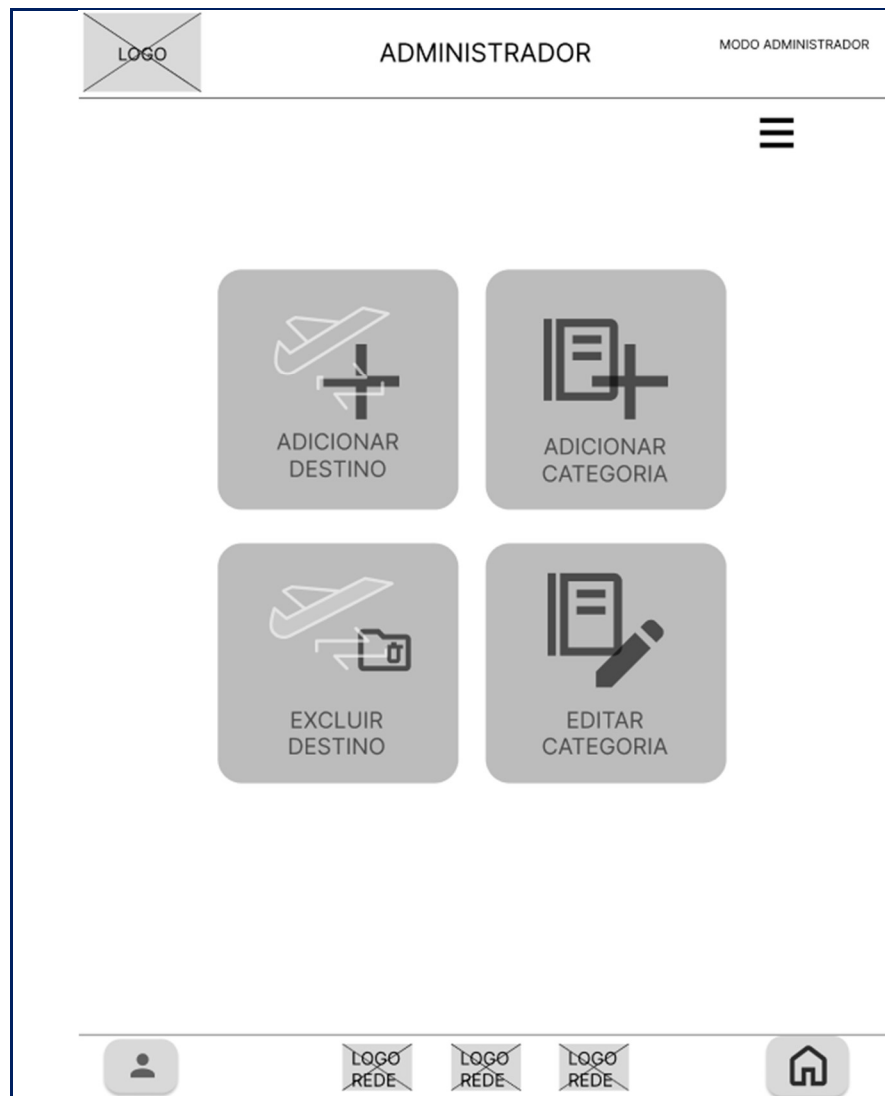 LOGO
ADMINISTRADOR
MODO ADMINISTRADOR
ADICIONAR
DESTINO
ADICIONAR
CATEGORIA
EXCLUIR
DESTINO
EDITAR
CATEGORIA
LOGO
REDE
LOGO
REDE
LOGO
REDE